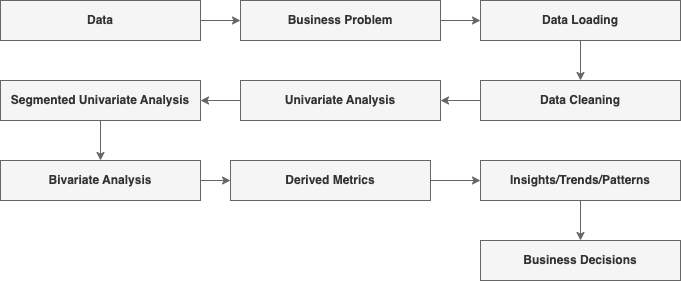 Data
Business Problem
Data Loading
Segmented Univariate Analysis
Univariate Analysis
Data Cleaning
Bivariate Analysis
Derived Metrics
Insights/Trends/Patterns
Business Decisions